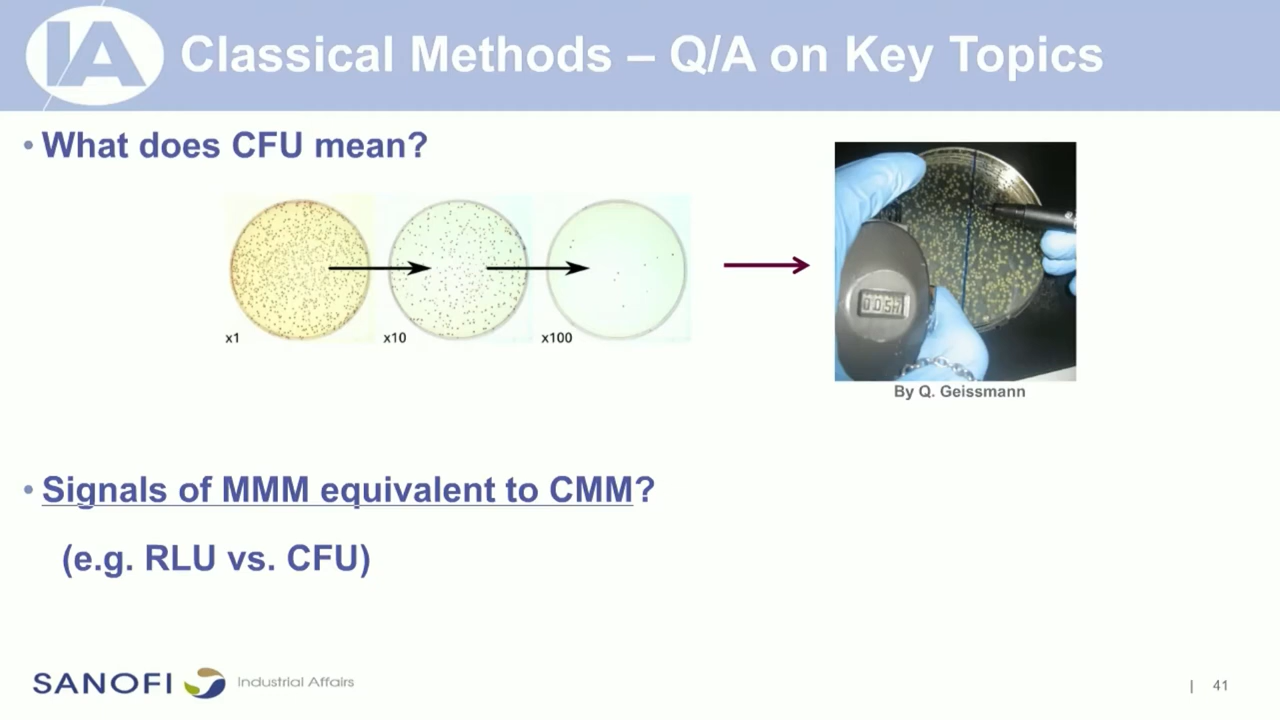 IA
Classical Methods – Q/A on Key Topics
• What does CFU mean?
x1
x10
x100
By Q. Geissmann
• Signals of MMM equivalent to CMM?
(e.g. RLU vs. CFU)
SANOFI Industrial Affairs
| 41